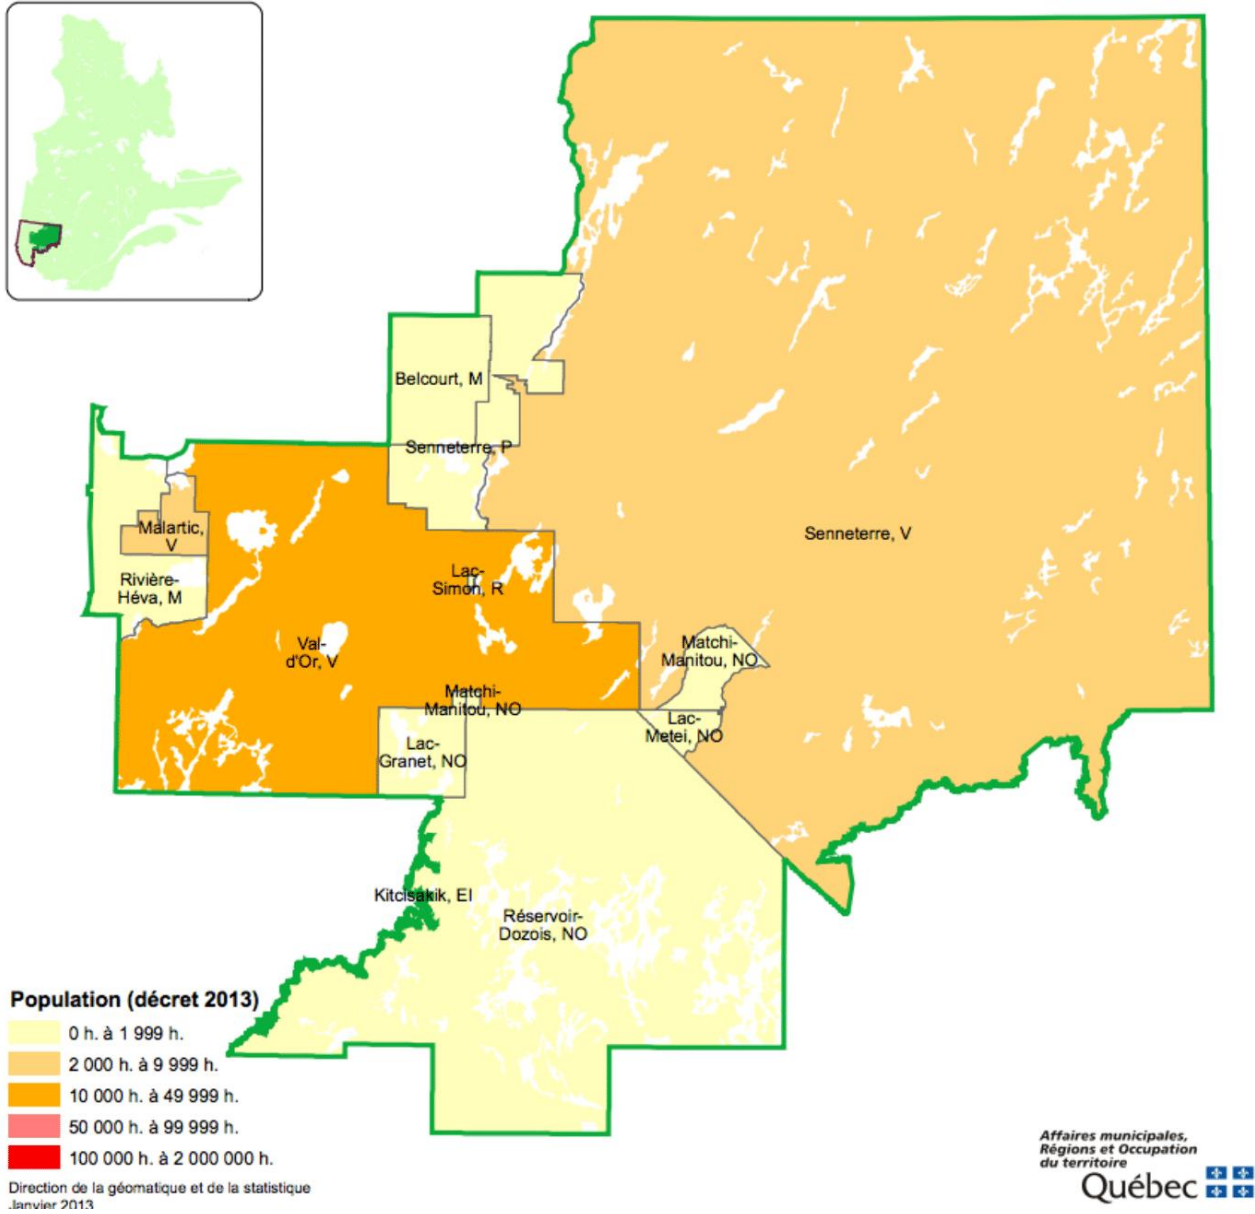 Belcourt, M
Senneterre, P
Malartic,
V
Senneterre, V
Rivière-
Héva, M
Lac-
Simon, R
Val-
d'Or, V
Matchi-
Manitou, NO
Matchi-
Manitou, NO
Lac-
Metei, NO
Lac-
Granet, NO
Kitcisakik, EI
Réservoir-
Dozois, NO
Population (décret 2013)
0 h. à 1 999 h.
2 000 h. à 9 999 h.
10 000 h. à 49 999 h.
50 000 h. à 99 999 h.
100 000 h. à 2 000 000 h.
Direction de la géomatique et de la statistique
Janvier 2013
Affaires municipales,
Régions et Occupation
du territoire
Québec